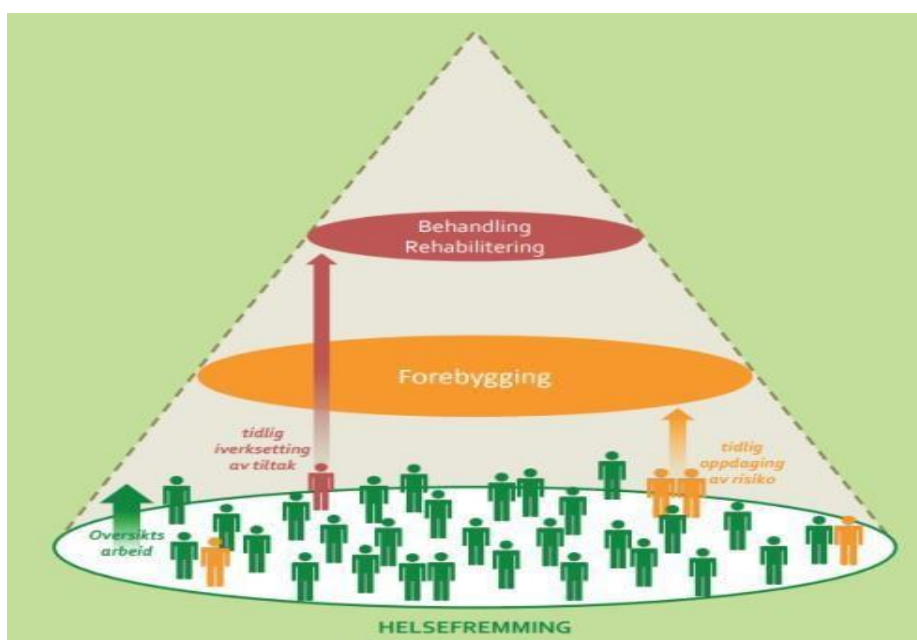 Behandling
Rehabilitering
Forebygging
tidlig
iverksetting
av tiltak
tidlig
oppdaging
av risiko
Oversikts
arbeid
HELSEFREMMING